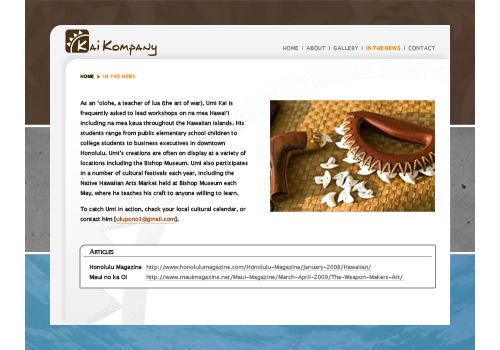 Kai Kompany
HOME | ABOUT | GALLERY | IN THE NEWS | CONTACT
HOME > IN THE NEWS
As an 'olohe, a teacher of lua (the art of war), Umi Kai is
frequently asked to lead workshops on na mea Hawai'i
including na mea kaua throughout the Hawaiian Islands. His
students range from public elementary school children to
college students to business executives in downtown
Honolulu. Umi's creations are often on display at a variety of
locations including the Bishop Museum. Umi also participates
in a number of cultural festivals each year, including the
Native Hawaiian Arts Market held at Bishop Museum each
May, where he teaches his craft to anyone willing to learn.
To catch Umi in action, check your local cultural calendar, or
contact him [ulupono1@gmail.com].
ARTICLES
Honolulu Magazine http://www.honolulumagazine.com/Honolulu-Magazine/January-2008/Hawaiian/
Maui no ka Oi http://www.mauimagazine.net/Maui-Magazine/March-April-2009/The-Weapon-Makers-Art/